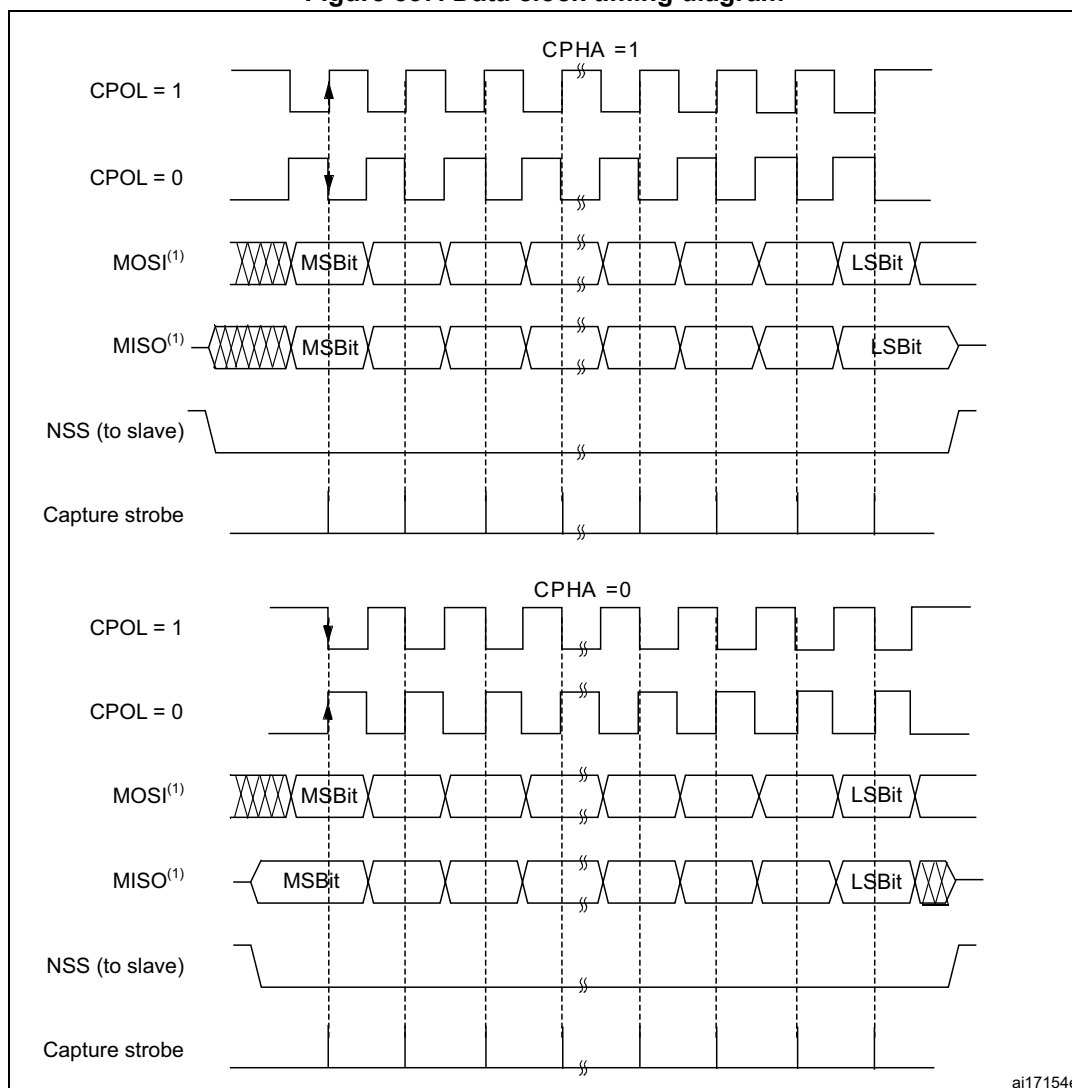 CPHA =1
CPOL = 1
CPOL = 0
MOSI(1) MSBit LSBit
MISO(1) MSBit LSBit
NSS (to slave)
Capture strobe
CPHA =0
CPOL = 1
CPOL = 0
MOSI(1) MSBit LSBit
MISO(1) MSBit LSBit
NSS (to slave)
Capture strobe